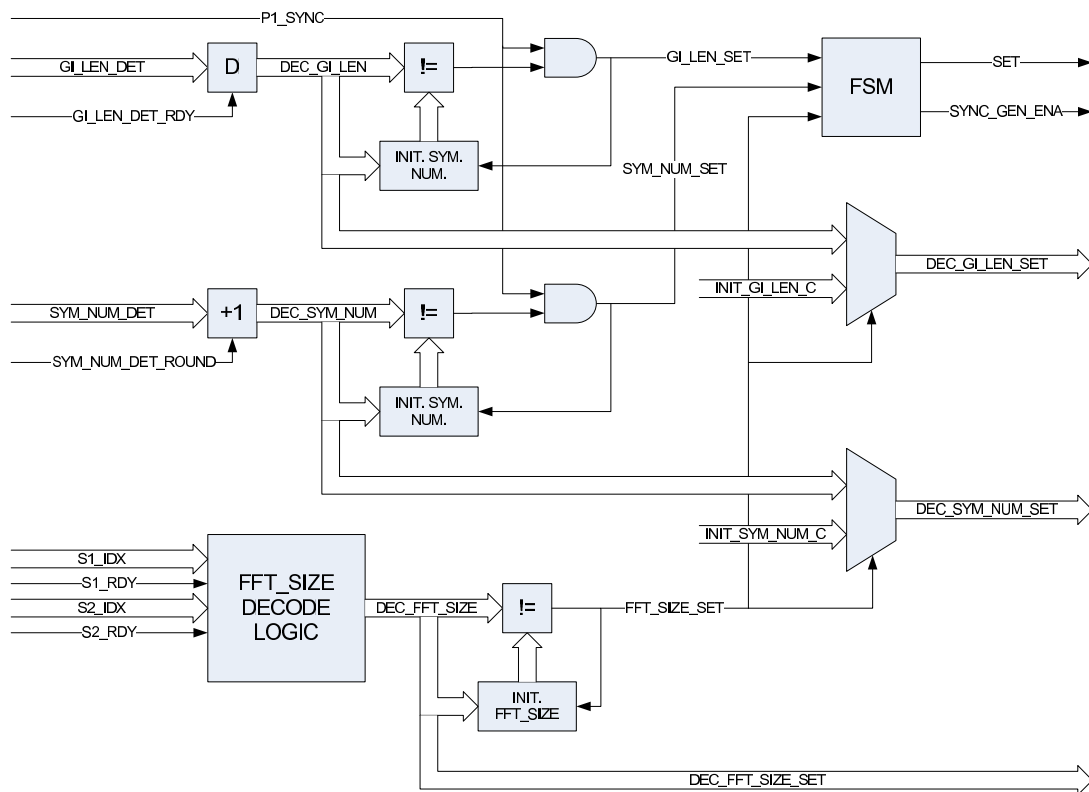 P1_SYNC
GI_LEN_DET
D
DEC_GI_LEN
!=
GI_LEN_SET
FSM
SET
SYNC_GEN_ENA
GI_LEN_DET_RDY
INIT. SYM.
NUM.
SYM_NUM_SET
DEC_GI_LEN_SET
INIT_GI_LEN_C
SYM_NUM_DET
+1
DEC_SYM_NUM
!=
SYM_NUM_DET_ROUND
INIT. SYM.
NUM.
DEC_SYM_NUM_SET
INIT_SYM_NUM_C
S1_IDX
S1_RDY
S2_IDX
S2_RDY
FFT_SIZE
DECODE
LOGIC
DEC_FFT_SIZE
!=
FFT_SIZE_SET
INIT.
FFT_SIZE
DEC_FFT_SIZE_SET